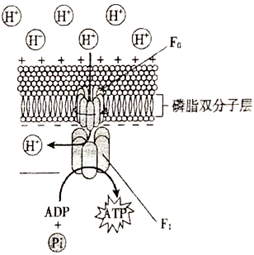 H⁺ H⁺ H⁺ H⁺
H⁺ H⁺ H⁺
F₀
+ + + + + + + +
磷脂双分子层
H⁺
ADP
+
Pi
ATP
F₁